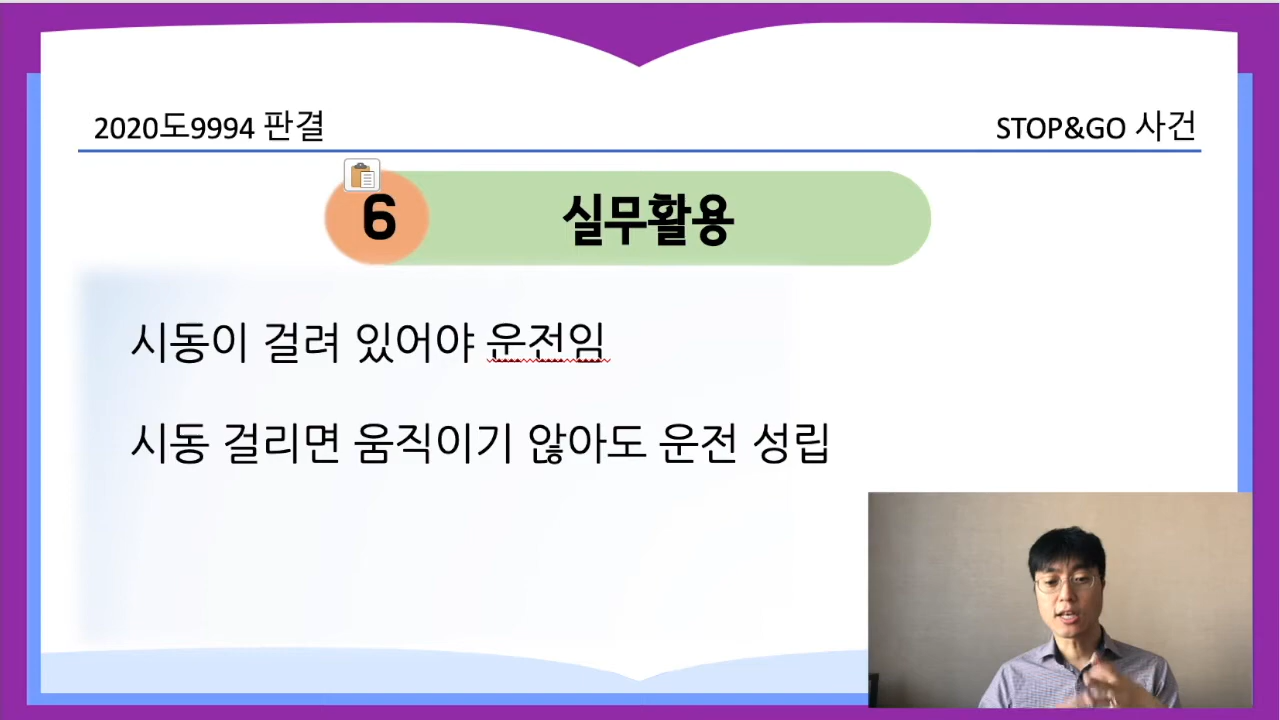 2020도9994 판결
STOP&GO 사건
6
실무활용
시동이 걸려 있어야 운전임
시동 걸리면 움직이기 않아도 운전 성립